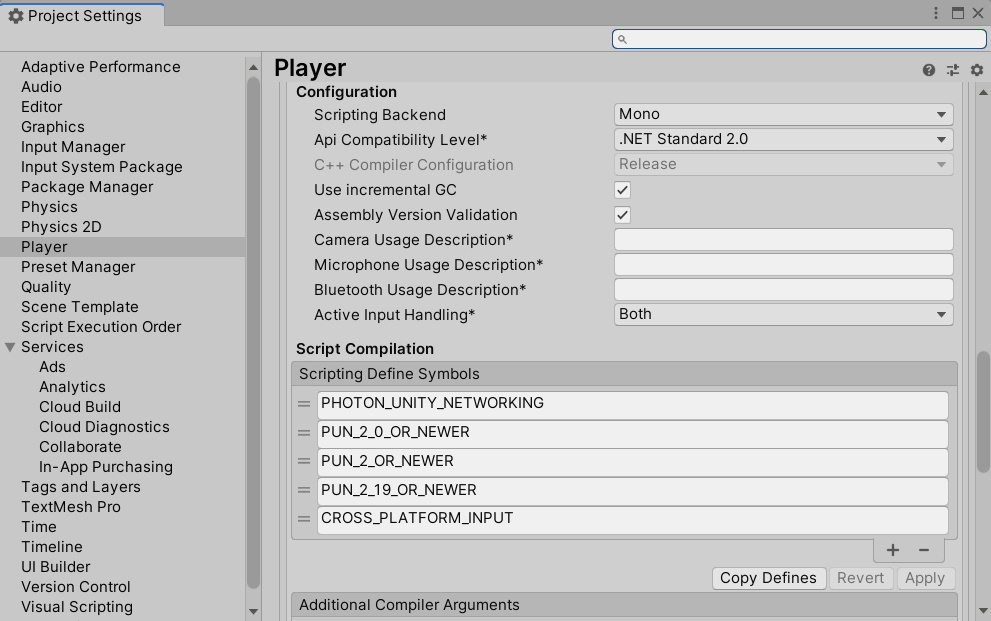 Project Settings
Adaptive Performance
Audio
Editor
Graphics
Input Manager
Input System Package
Package Manager
Physics
Physics 2D
Player
Preset Manager
Quality
Scene Template
Script Execution Order
Services
Ads
Analytics
Cloud Build
Cloud Diagnostics
Collaborate
In-App Purchasing
Tags and Layers
TextMesh Pro
Time
Timeline
UI Builder
Version Control
Visual Scripting
Player
Configuration
Scripting Backend Mono
Api Compatibility Level* .NET Standard 2.0
C++ Compiler Configuration Release
Use incremental GC
Assembly Version Validation
Camera Usage Description*
Microphone Usage Description*
Bluetooth Usage Description*
Active Input Handling* Both
Script Compilation
Scripting Define Symbols
PHOTON_UNITY_NETWORKING
PUN_2_0_OR_NEWER
PUN_2_OR_NEWER
PUN_2_19_OR_NEWER
CROSS_PLATFORM_INPUT
Copy Defines Revert Apply
Additional Compiler Arguments